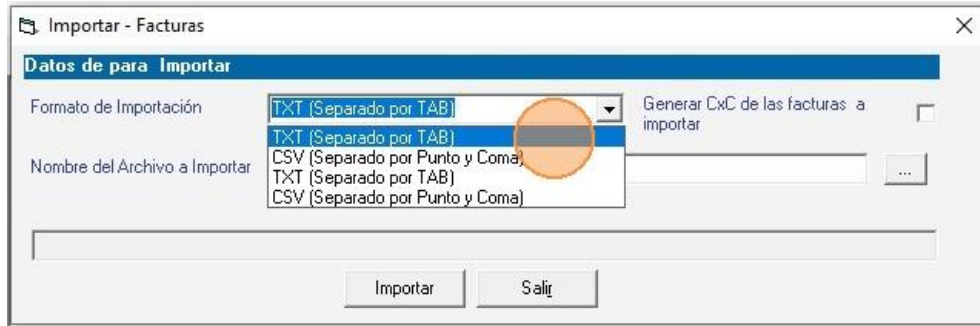 Importar - Facturas
Datos de para Importar
Formato de Importación
TXT (Separado por TAB)
Generar CxC de las facturas a
importar
TXT (Separado por TAB)
CSV (Separado por Punto y Coma)
TXT (Separado por TAB)
CSV (Separado por Punto y Coma)
Nombre del Archivo a Importar
...
Importar
Salir